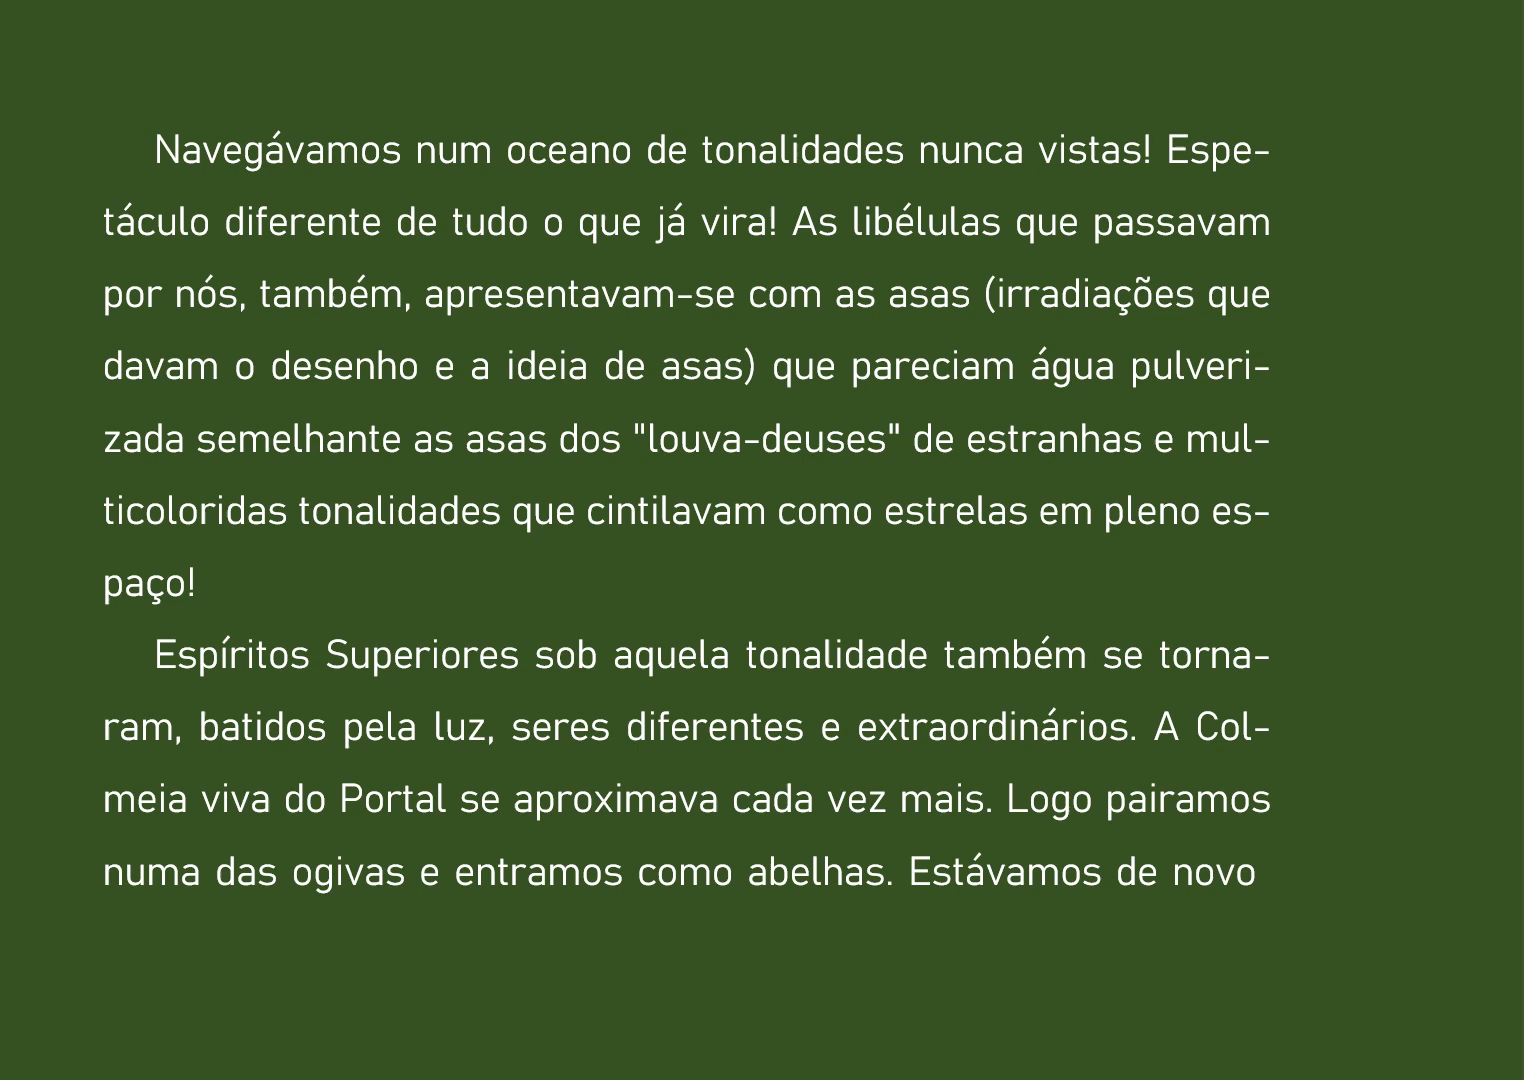 Navegávamos num oceano de tonalidades nunca vistas! Espe-
táculo diferente de tudo o que já vira! As libélulas que passavam
por nós, também, apresentavam-se com as asas (irradiações que
davam o desenho e a ideia de asas) que pareciam água pulveri-
zada semelhante as asas dos "louva-deuses" de estranhas e mul-
ticoloridas tonalidades que cintilavam como estrelas em pleno es-
paço!
Espíritos Superiores sob aquela tonalidade também se torna-
ram, batidos pela luz, seres diferentes e extraordinários. A Col-
meia viva do Portal se aproximava cada vez mais. Logo pairamos
numa das ogivas e entramos como abelhas. Estávamos de novo